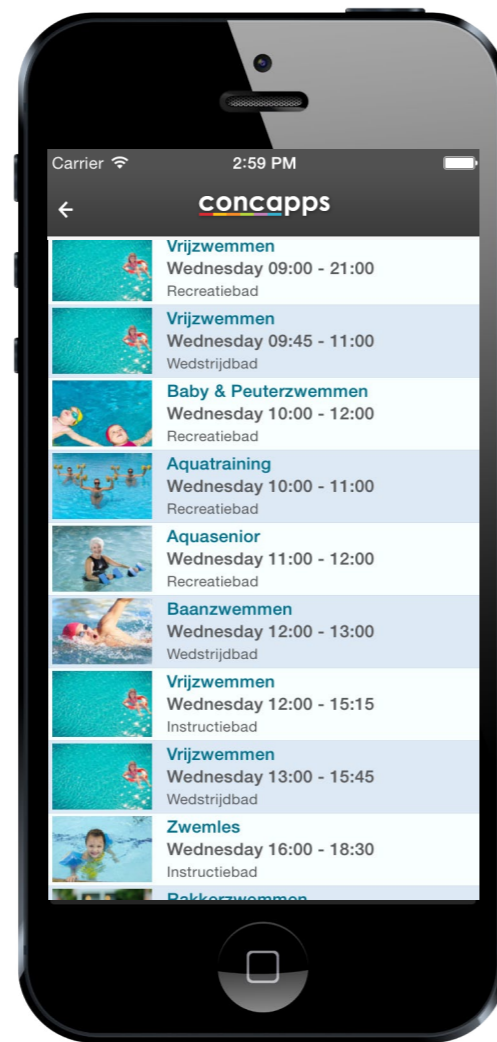 Carrier
2:59 PM
concapps
Vrijzwemmen
Wednesday 09:00 - 21:00
Recreatiebad
Vrijzwemmen
Wednesday 09:45 - 11:00
Wedstrijdbad
Baby & Peuterzwemmen
Wednesday 10:00 - 12:00
Recreatiebad
Aquatraining
Wednesday 10:00 - 11:00
Recreatiebad
Aquasenior
Wednesday 11:00 - 12:00
Recreatiebad
Baanzwemmen
Wednesday 12:00 - 13:00
Wedstrijdbad
Vrijzwemmen
Wednesday 12:00 - 15:15
Instructiebad
Vrijzwemmen
Wednesday 13:00 - 15:45
Wedstrijdbad
Zwemles
Wednesday 16:00 - 18:30
Instructiebad